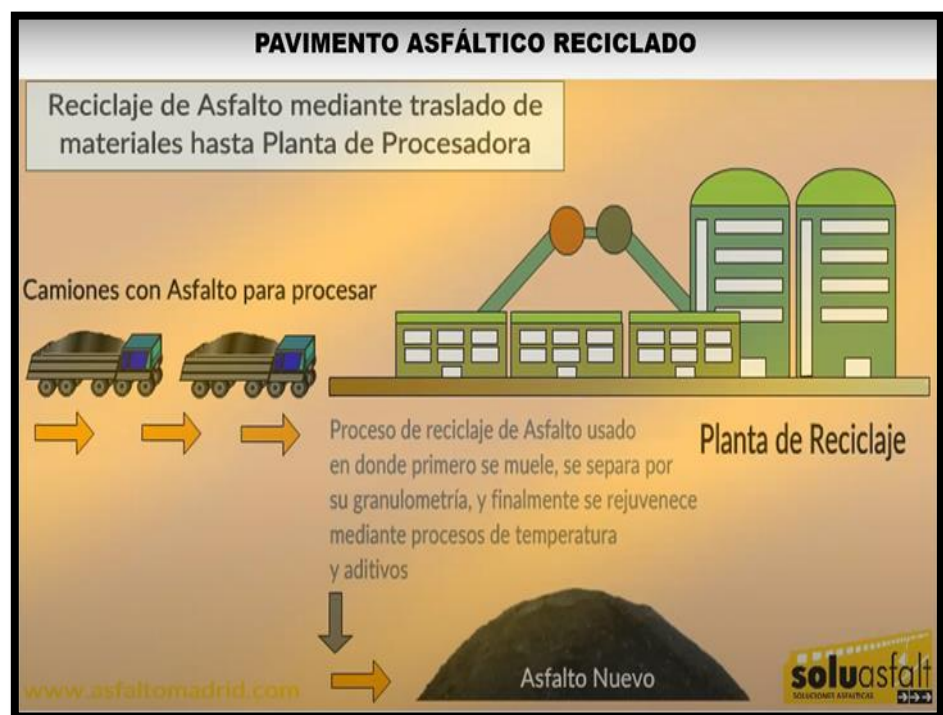 PAVIMENTO ASFÁLTICO RECICLADO
Reciclaje de Asfalto mediante traslado de
materiales hasta Planta de Procesadora
Camiones con Asfalto para procesar
Proceso de reciclaje de Asfalto usado
en donde primero se muele, se separa por
su granulometría, y finalmente se rejuvenece
mediante procesos de temperatura
y aditivos
Planta de Reciclaje
Asfalto Nuevo
www.asfaltomadrid.com
soluasfalt
SOLUCIONES ASFALTICAS